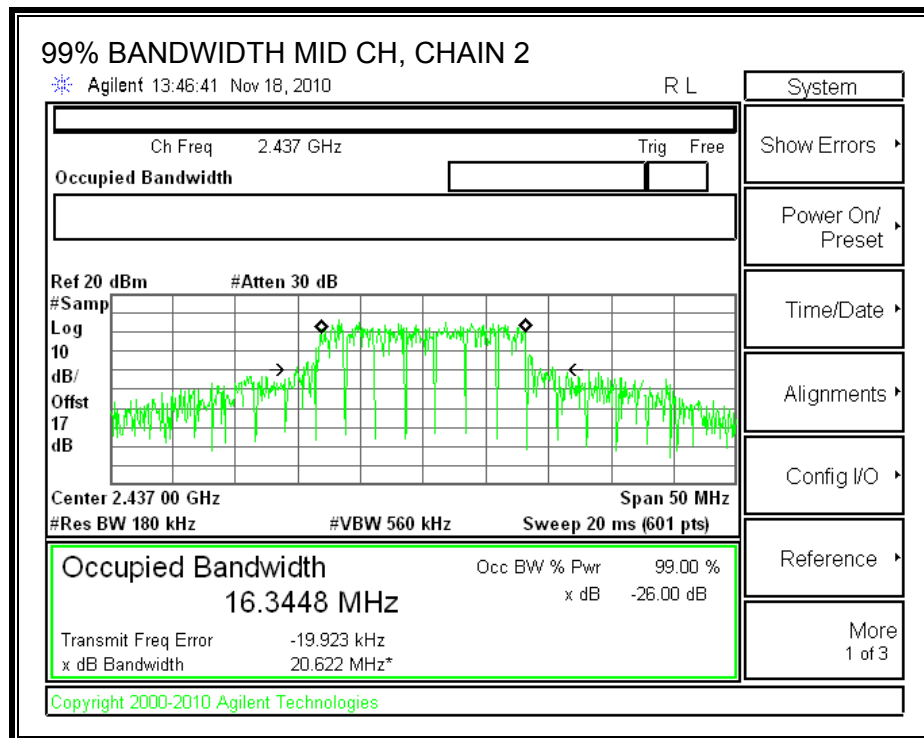 99% BANDWIDTH MID CH, CHAIN 2
Agilent 13:46:41 Nov 18, 2010 R L
System
Ch Freq 2.437 GHz Trig Free
Show Errors
Occupied Bandwidth
Power On/
Preset
Ref 20 dBm #Atten 30 dB
#Samp
Log
10
dB/
Offst
17
dB
Time/Date
Alignments
Config I/O
Center 2.437 00 GHz Span 50 MHz
#Res BW 180 kHz #VBW 560 kHz Sweep 20 ms (601 pts)
Occupied Bandwidth Occ BW % Pwr 99.00 %
16.3448 MHz x dB -26.00 dB
Reference
Transmit Freq Error -19.923 kHz
x dB Bandwidth 20.622 MHz*
More
1 of 3
Copyright 2000-2010 Agilent Technologies